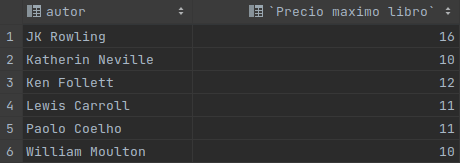 autor `Precio maximo libro`
1 JK Rowling 16
2 Katherin Neville 10
3 Ken Follett 12
4 Lewis Carroll 11
5 Paolo Coelho 11
6 William Moulton 10